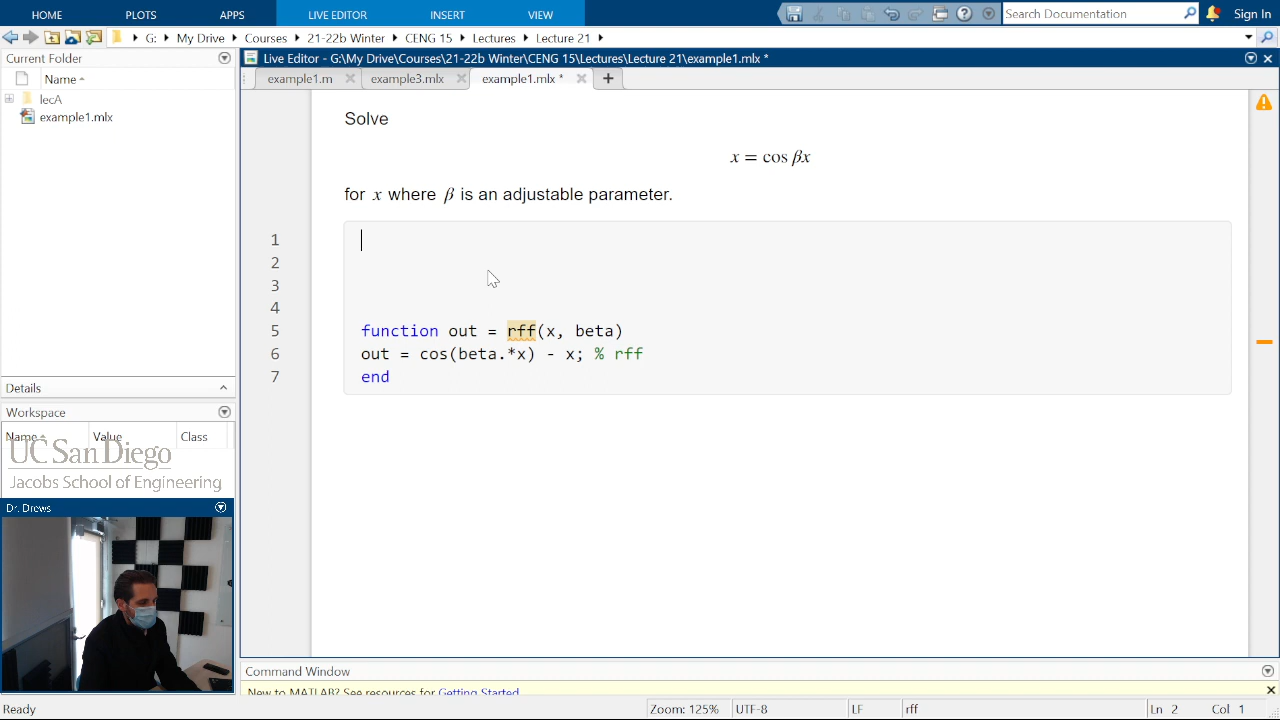 HOME PLOTS APPS LIVE EDITOR INSERT VIEW Search Documentation Sign In
G: My Drive Courses 21-22b Winter CENG 15 Lectures Lecture 21
Current Folder
Name
lecA
example1.mlx
Details
Workspace
Name Value Class
UC San Diego
Jacobs School of Engineering
Dr. Drews
Live Editor - G:\My Drive\Courses\21-22b Winter\CENG 15\Lectures\Lecture 21\example1.mlx *
example1.m example3.mlx example1.mlx * +
Solve
x = cos βx
for x where β is an adjustable parameter.
1
2
3
4
5 function out = rff(x, beta)
6 out = cos(beta.*x) - x; % rff
7 end
Command Window
New to MATLAB? See resources for Getting Started
Ready Zoom: 125% UTF-8 LF rff Ln 2 Col 1